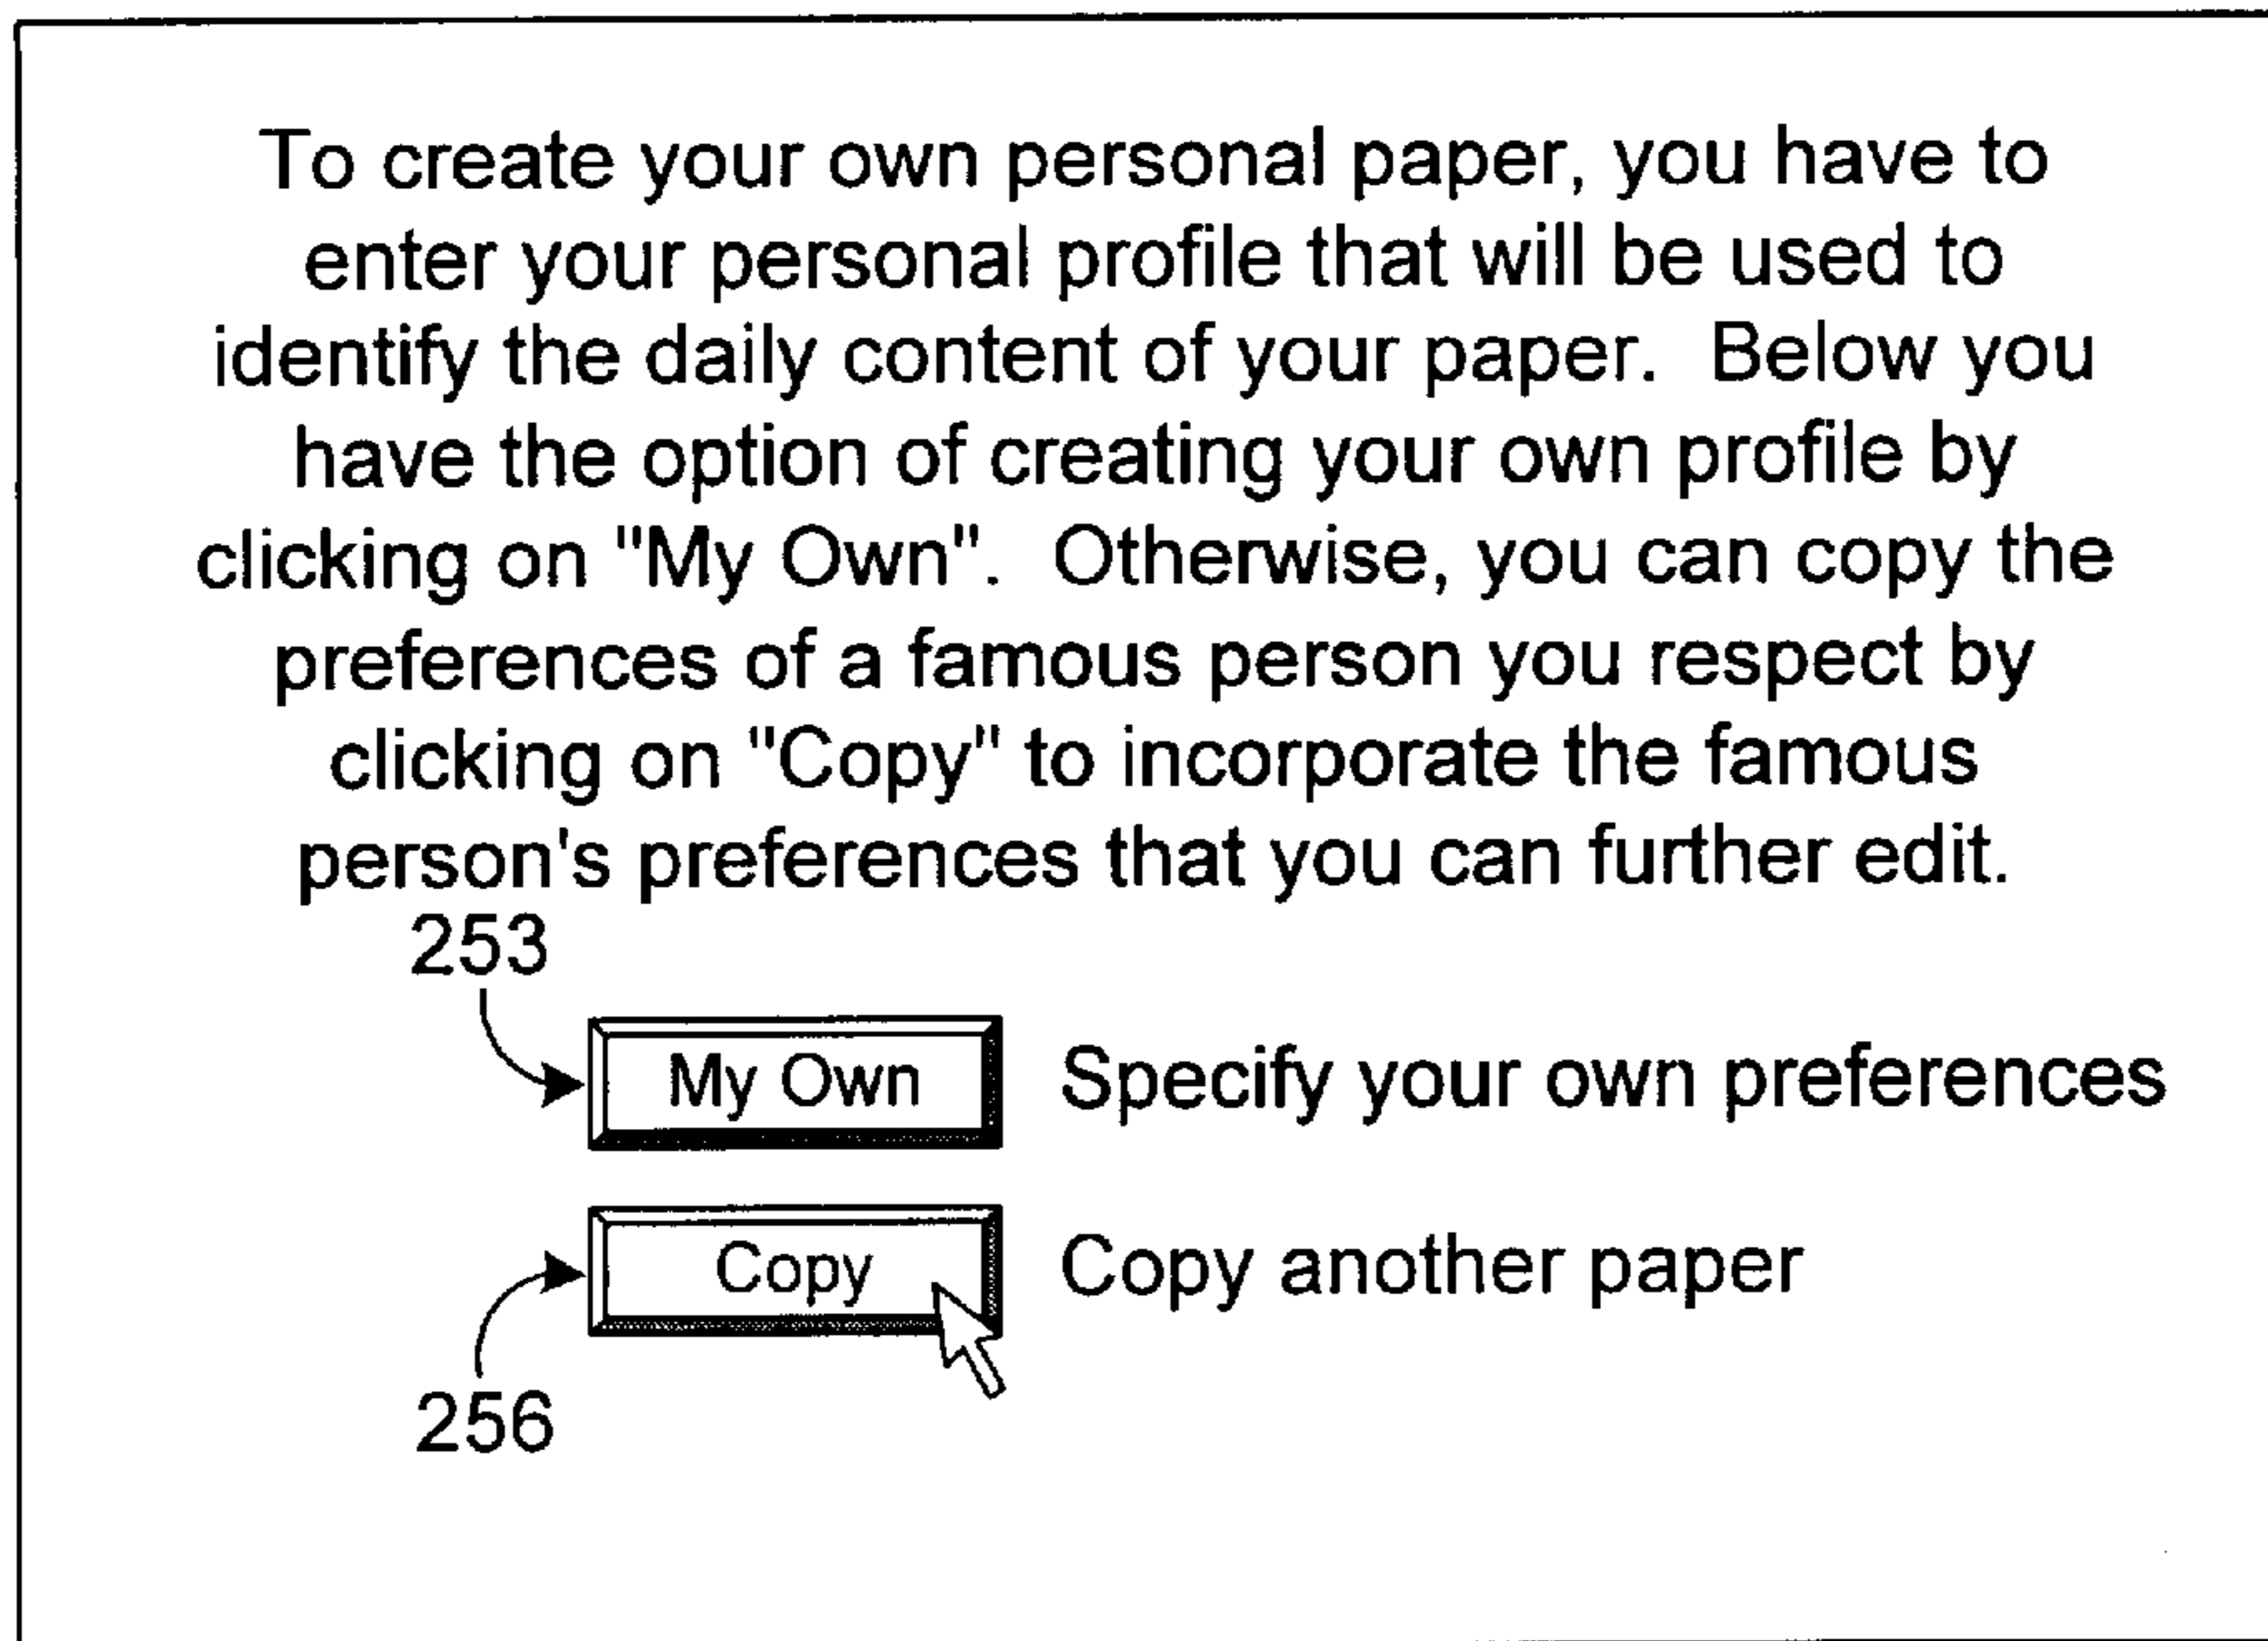 To create your own personal paper, you have to
enter your personal profile that will be used to
identify the daily content of your paper.  Below you
have the option of creating your own profile by
clicking on "My Own".  Otherwise, you can copy the
preferences of a famous person you respect by
clicking on "Copy" to incorporate the famous
person's preferences that you can further edit.
253
My Own   Specify your own preferences
Copy   Copy another paper
256